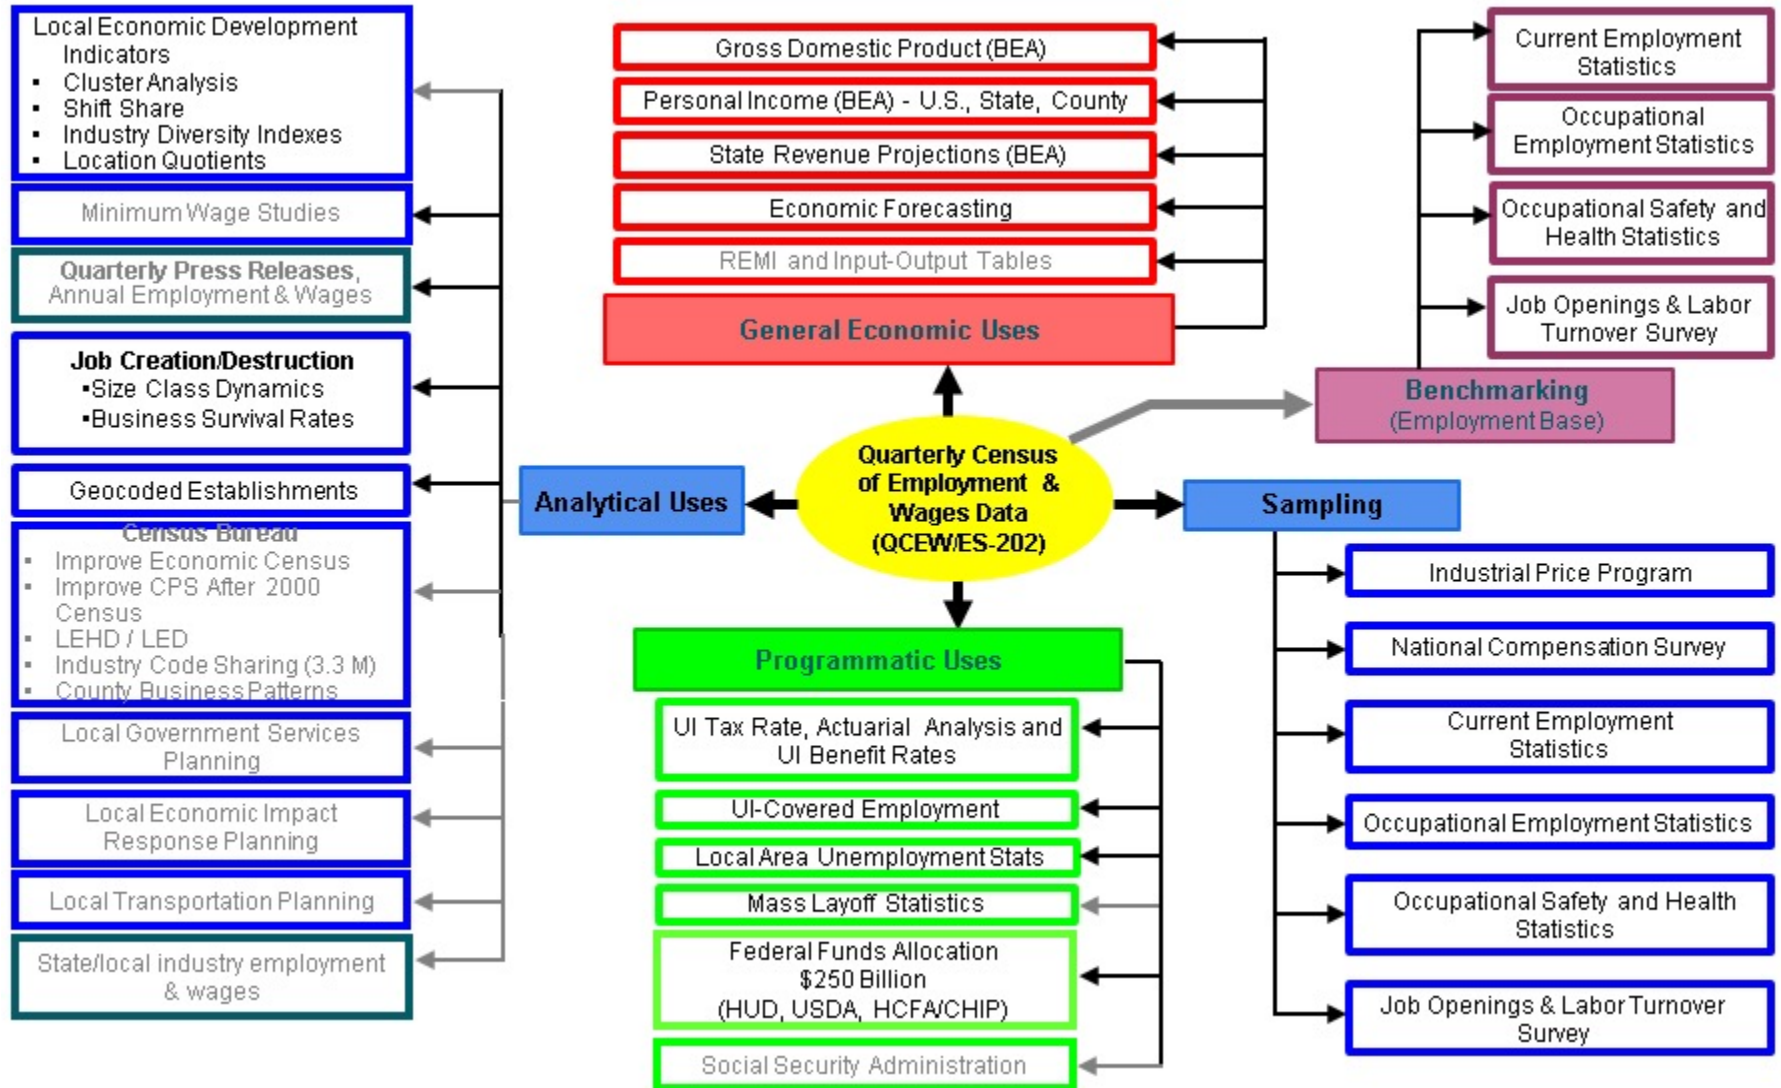 Local Economic Development
Indicators
▪ Cluster Analysis
▪ Shift Share
▪ Industry Diversity Indexes
▪ Location Quotients
Minimum Wage Studies
Quarterly Press Releases,
Annual Employment & Wages
Job Creation/Destruction
▪Size Class Dynamics
▪Business Survival Rates
Geocoded Establishments
Census Bureau
▪ Improve Economic Census
▪ Improve CPS After 2000
Census
▪ LEHD / LED
▪ Industry Code Sharing (3.3 M)
▪ County Business Patterns
Local Government Services
Planning
Local Economic Impact
Response Planning
Local Transportation Planning
State/local industry employment
& wages
Analytical Uses
Gross Domestic Product (BEA)
Personal Income (BEA) - U.S., State, County
State Revenue Projections (BEA)
Economic Forecasting
REMI and Input-Output Tables
General Economic Uses
Quarterly Census
of Employment &
Wages Data
(QCEW/ES-202)
Programmatic Uses
UI Tax Rate, Actuarial Analysis and
UI Benefit Rates
UI-Covered Employment
Local Area Unemployment Stats
Mass Layoff Statistics
Federal Funds Allocation
$250 Billion
(HUD, USDA, HCFA/CHIP)
Social Security Administration
Current Employment
Statistics
Occupational
Employment Statistics
Occupational Safety and
Health Statistics
Job Openings & Labor
Turnover Survey
Benchmarking
(Employment Base)
Sampling
Industrial Price Program
National Compensation Survey
Current Employment
Statistics
Occupational Employment Statistics
Occupational Safety and Health
Statistics
Job Openings & Labor Turnover
Survey